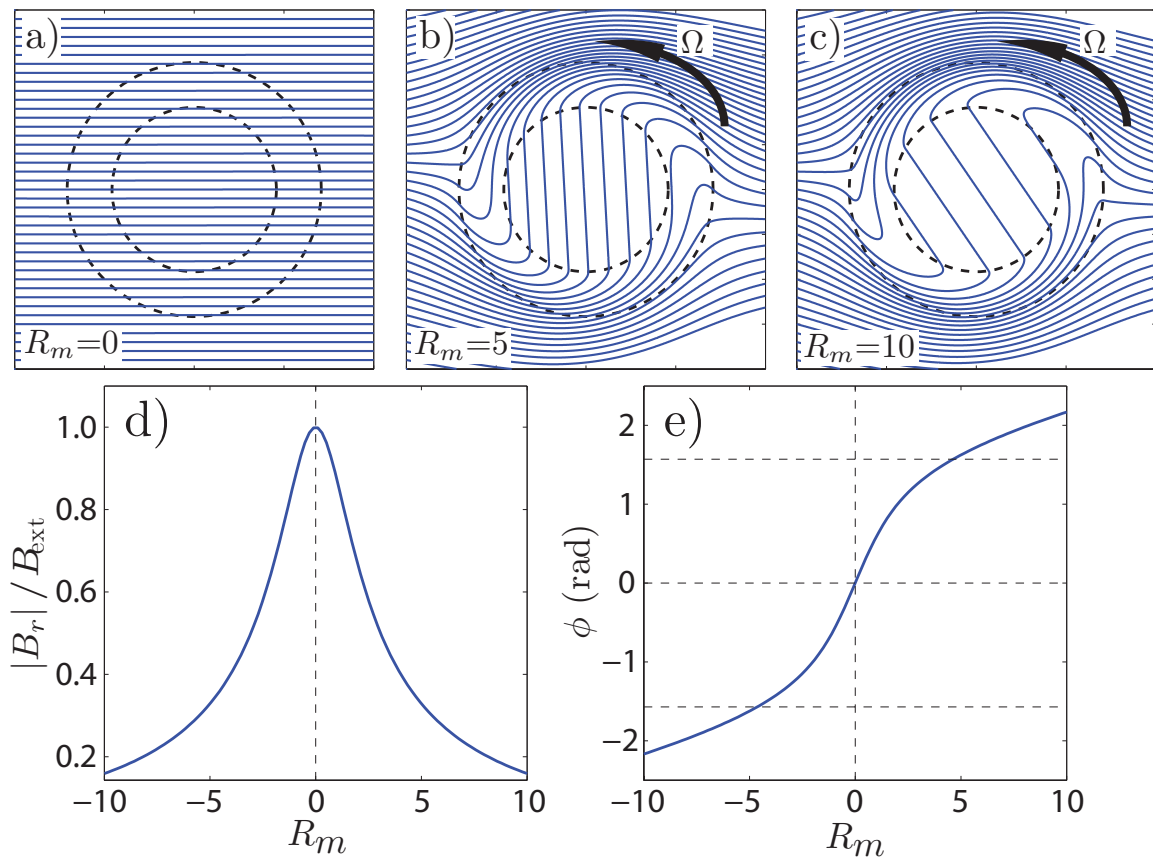 a)
R_m=0
b)
Ω
R_m=5
c)
Ω
R_m=10
d)
|B_r| / B_ext
1.0
0.8
0.6
0.4
0.2
−10
−5
0
5
10
R_m
e)
ϕ (rad)
2
1
0
−1
−2
−10
−5
0
5
10
R_m